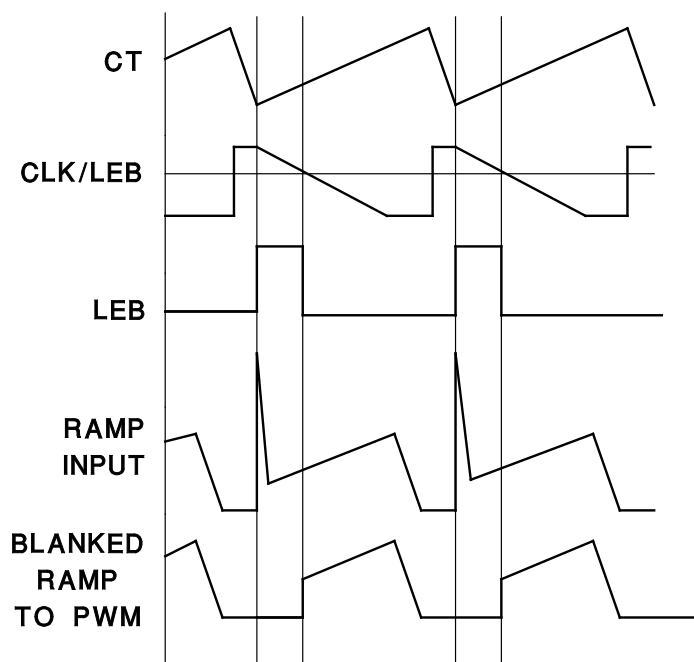 CT
CLK/LEB
LEB
RAMP
INPUT
BLANKED
RAMP
TO PWM